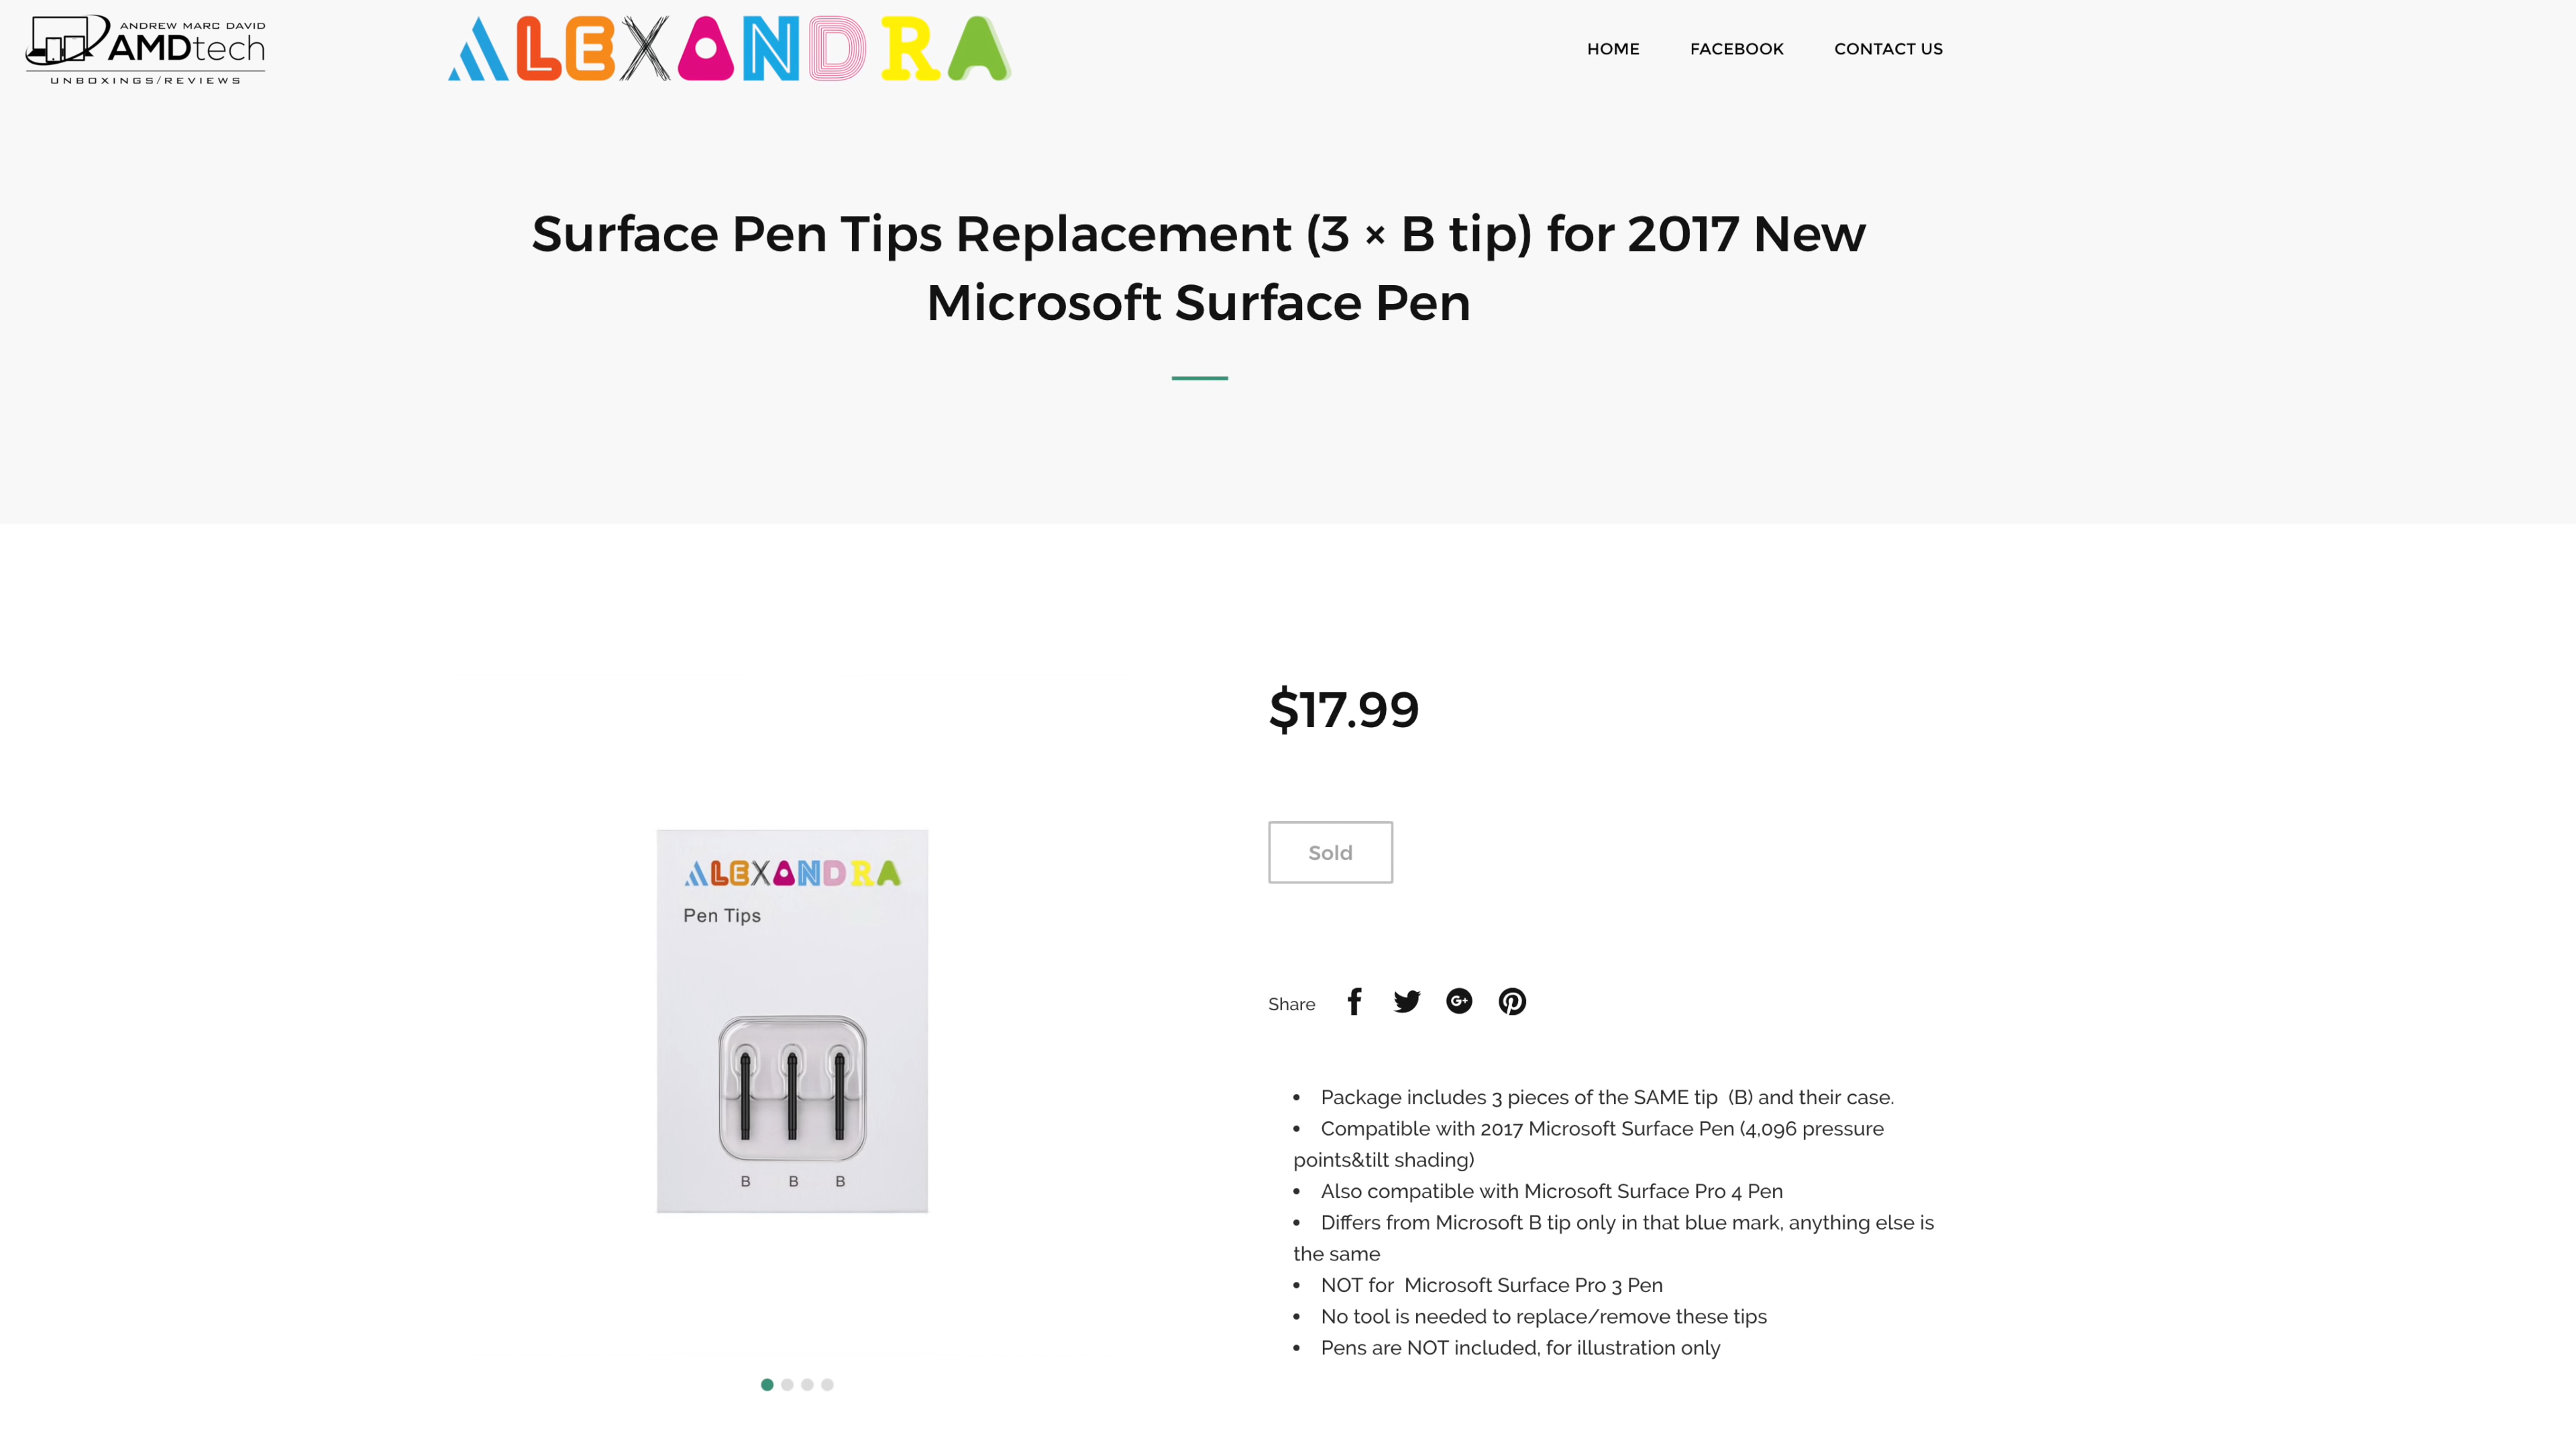 ANDREW MARC DAVID
AMDtech
UNBOXINGS/REVIEWS
ALEXANDRA
HOME
FACEBOOK
CONTACT US
Surface Pen Tips Replacement (3 × B tip) for 2017 New
Microsoft Surface Pen
$17.99
Sold
ALEXANDRA
Pen Tips
B B B
Share
G+
• Package includes 3 pieces of the SAME tip (B) and their case.
• Compatible with 2017 Microsoft Surface Pen (4,096 pressure
points&tilt shading)
• Also compatible with Microsoft Surface Pro 4 Pen
• Differs from Microsoft B tip only in that blue mark, anything else is
the same
• NOT for Microsoft Surface Pro 3 Pen
• No tool is needed to replace/remove these tips
• Pens are NOT included, for illustration only